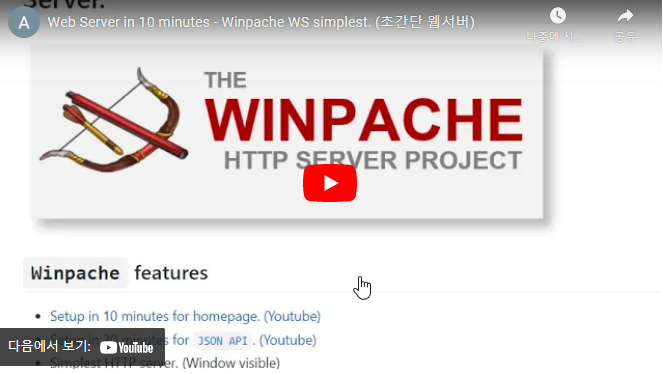 Server.
A Web Server in 10 minutes - Winpache WS simplest. (초간단 웹서버)
나중에 시... 공유
THE
WINPACHE
HTTP SERVER PROJECT
Winpache features
Setup in 10 minutes for homepage. (Youtube)
minutes for JSON API. (Youtube)
Simplest HTTP server. (Window visible)
다음에서 보기: YouTube